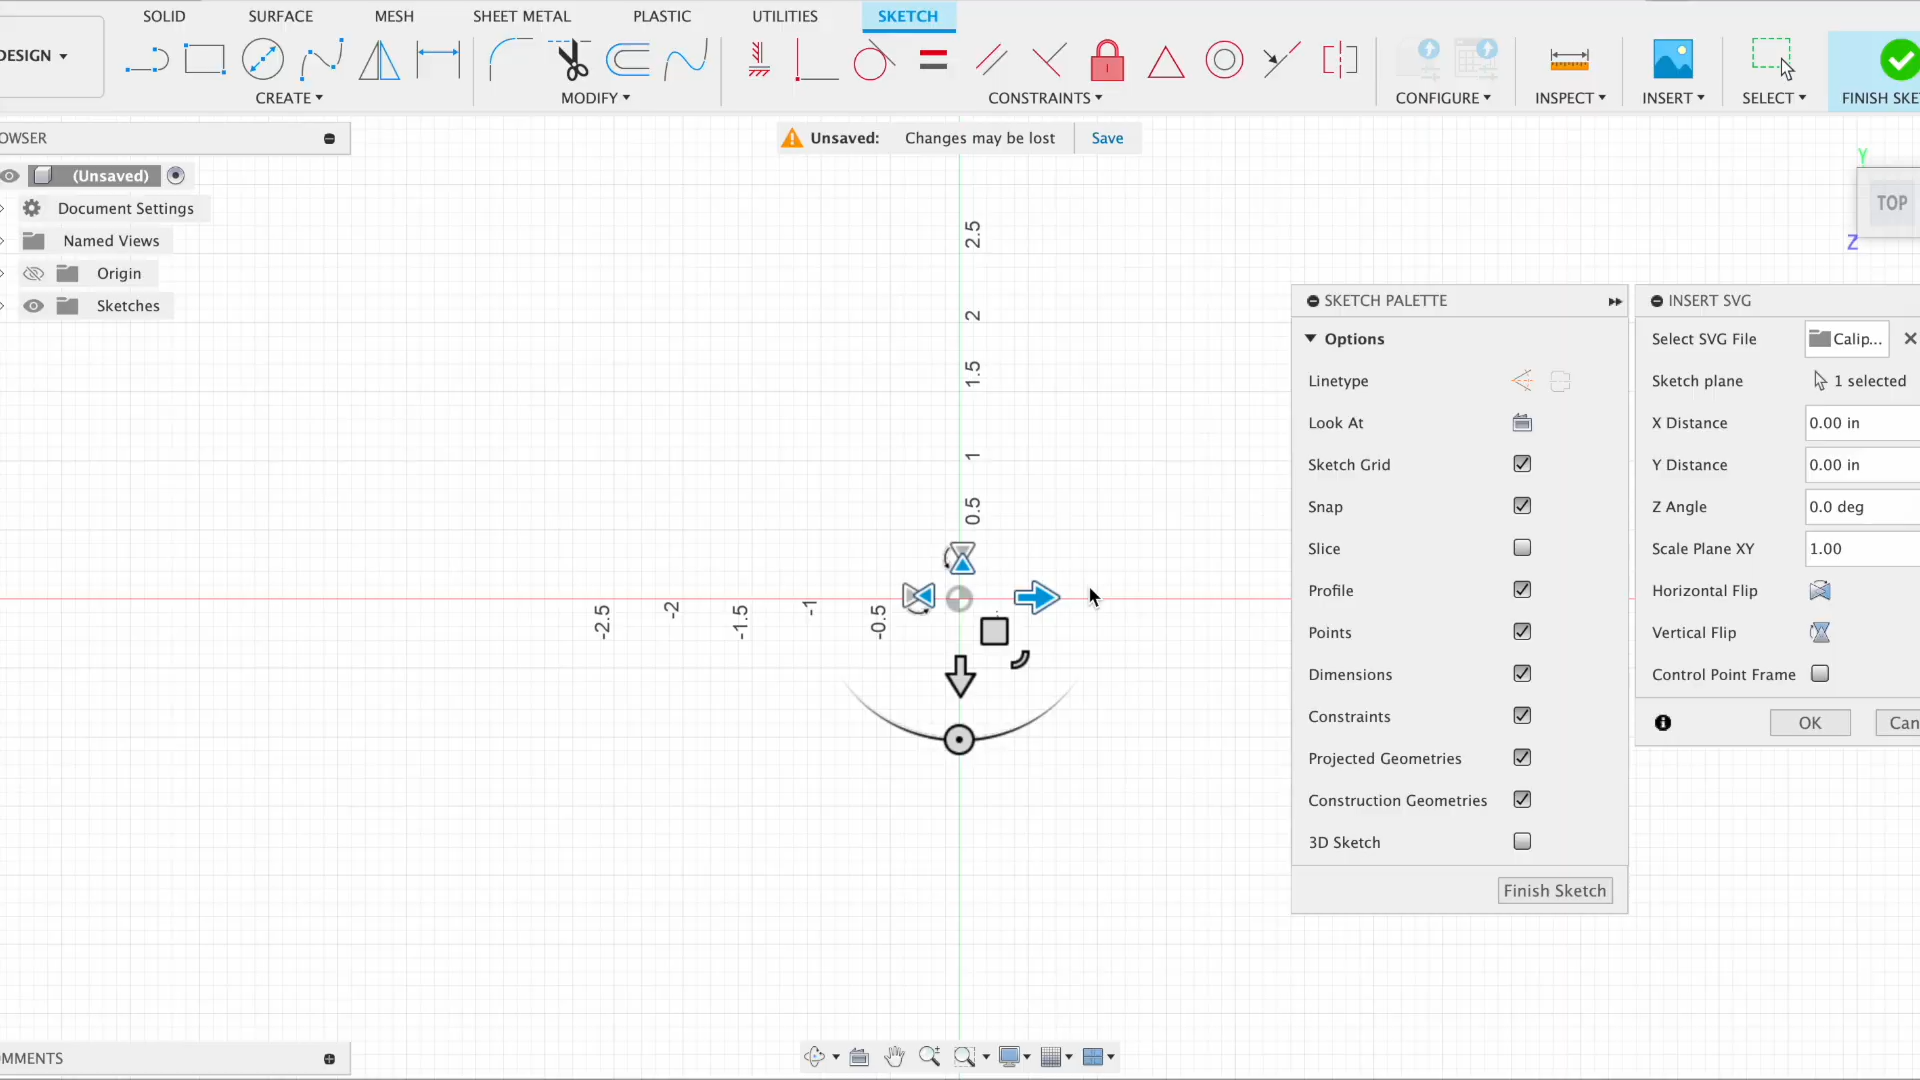 SOLID SURFACE MESH SHEET METAL PLASTIC UTILITIES SKETCH
DESIGN
CREATE MODIFY CONSTRAINTS CONFIGURE INSPECT INSERT SELECT FINISH SKE
OWSER
Unsaved: Changes may be lost Save
(Unsaved)
Document Settings
Named Views
Origin
Sketches
Y
TOP
Z
2.5
2
1.5
1
0.5
-2.5
-2
-1.5
-1
-0.5
SKETCH PALETTE
Options
Linetype
Look At
Sketch Grid
Snap
Slice
Profile
Points
Dimensions
Constraints
Projected Geometries
Construction Geometries
3D Sketch
Finish Sketch
INSERT SVG
Select SVG File Calip...
Sketch plane 1 selected
X Distance 0.00 in
Y Distance 0.00 in
Z Angle 0.0 deg
Scale Plane XY 1.00
Horizontal Flip
Vertical Flip
Control Point Frame
OK Can
OMMENTS